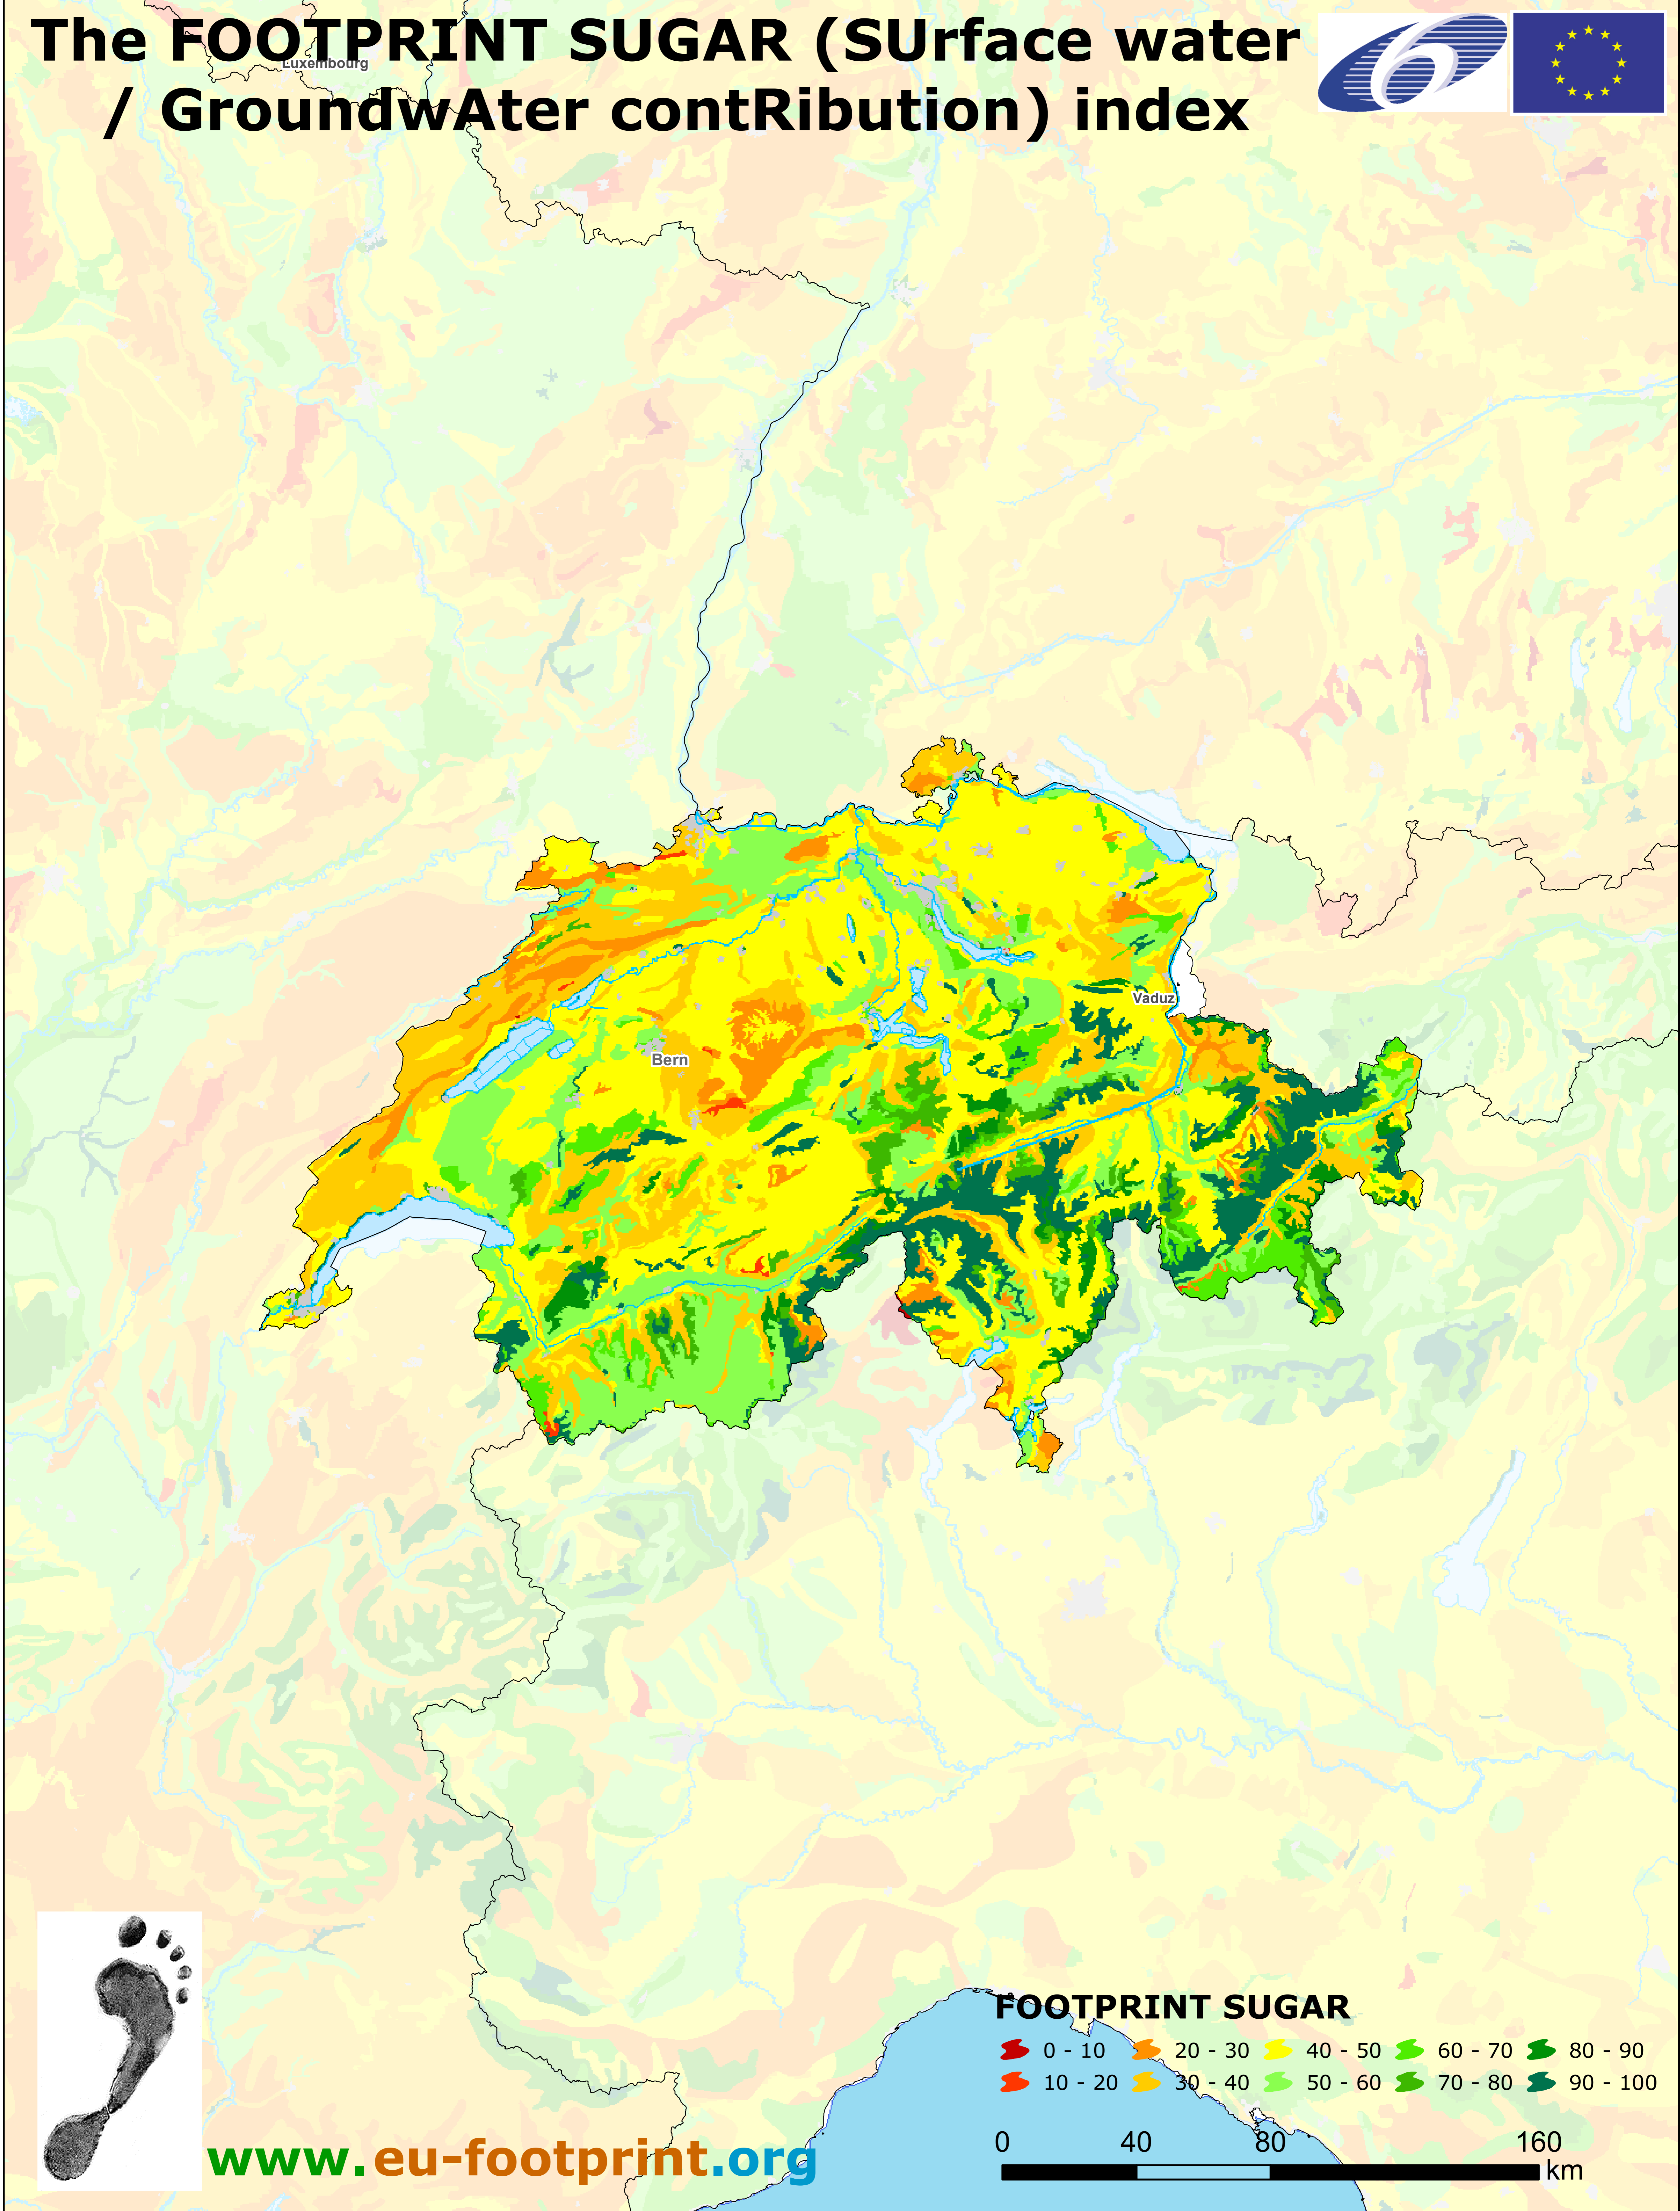 The FOOTPRINT SUGAR (SUrface water
/ GroundwAter contRibution) index
Luxembourg
Vaduz
Bern
FOOTPRINT SUGAR
0 - 10 20 - 30 40 - 50 60 - 70 80 - 90
10 - 20 30 - 40 50 - 60 70 - 80 90 - 100
0 40 80 160
km
www.eu-footprint.org